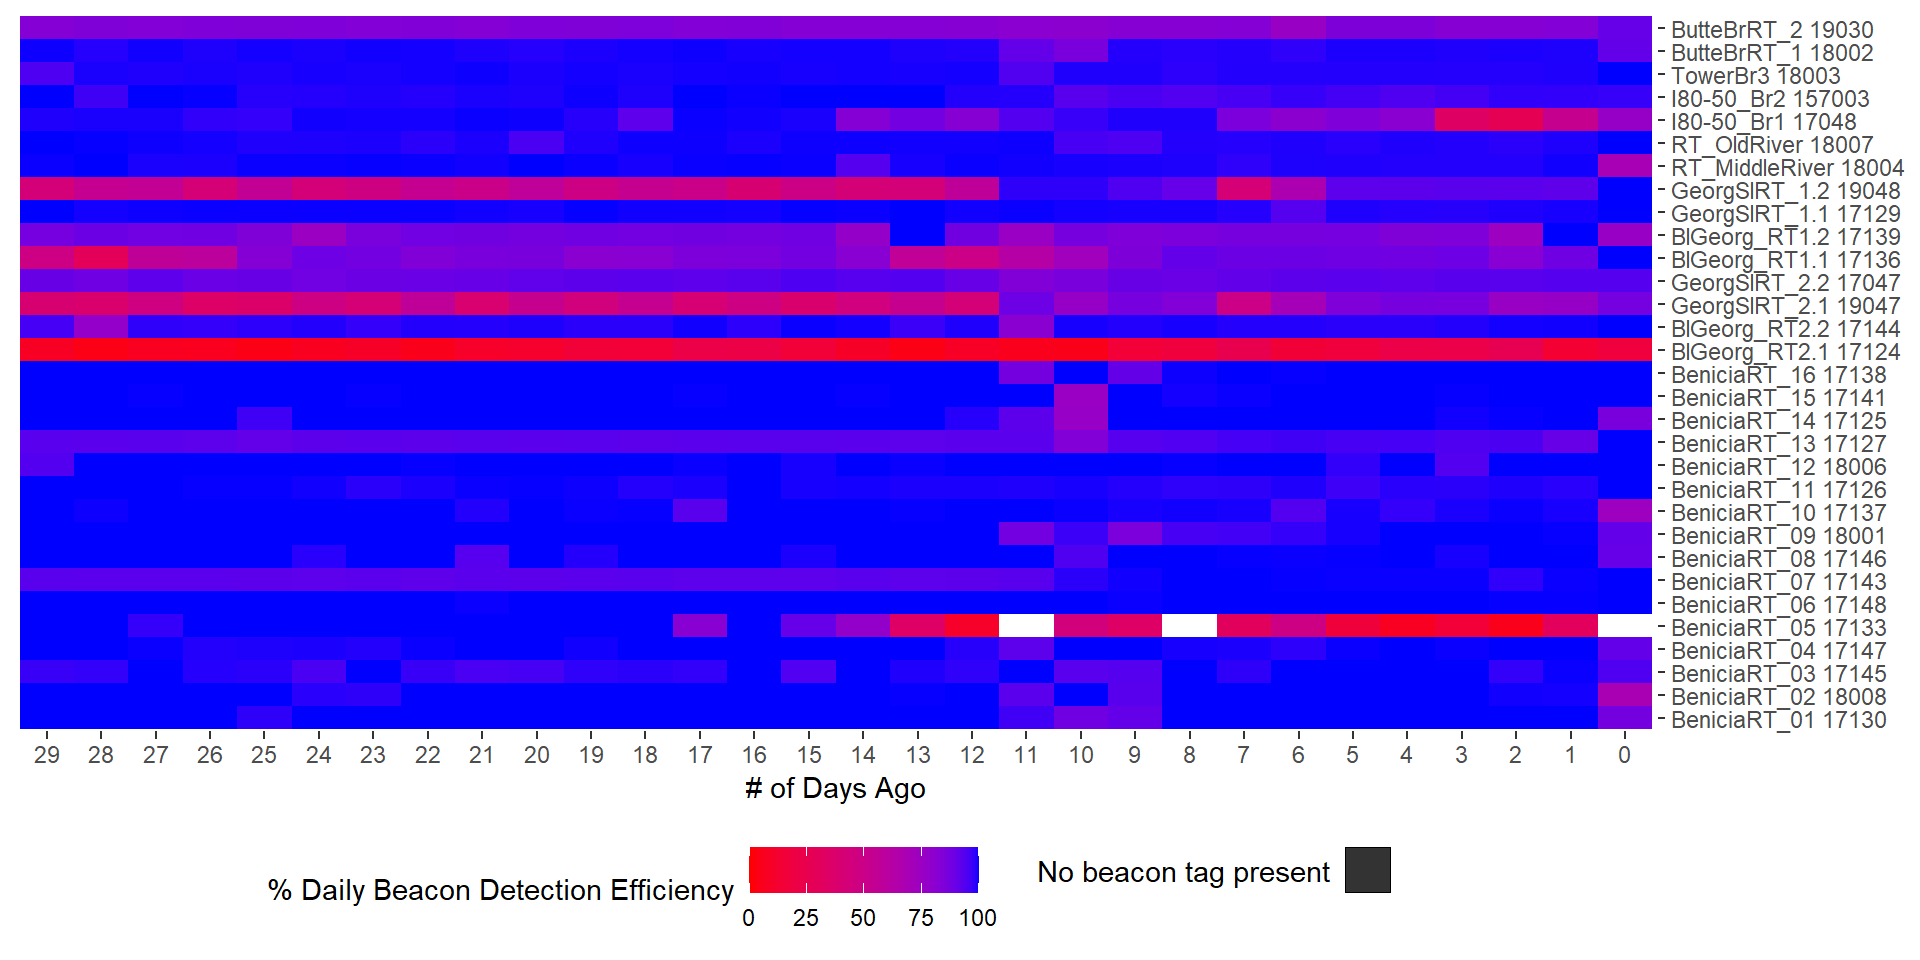 ButteBrRT_2 19030
ButteBrRT_1 18002
TowerBr3 18003
I80-50_Br2 157003
I80-50_Br1 17048
RT_OldRiver 18007
RT_MiddleRiver 18004
GeorgSlRT_1.2 19048
GeorgSlRT_1.1 17129
BlGeorg_RT1.2 17139
BlGeorg_RT1.1 17136
GeorgSlRT_2.2 17047
GeorgSlRT_2.1 19047
BlGeorg_RT2.2 17144
BlGeorg_RT2.1 17124
BeniciaRT_16 17138
BeniciaRT_15 17141
BeniciaRT_14 17125
BeniciaRT_13 17127
BeniciaRT_12 18006
BeniciaRT_11 17126
BeniciaRT_10 17137
BeniciaRT_09 18001
BeniciaRT_08 17146
BeniciaRT_07 17143
BeniciaRT_06 17148
BeniciaRT_05 17133
BeniciaRT_04 17147
BeniciaRT_03 17145
BeniciaRT_02 18008
BeniciaRT_01 17130
29 28 27 26 25 24 23 22 21 20 19 18 17 16 15 14 13 12 11 10 9 8 7 6 5 4 3 2 1 0
# of Days Ago
% Daily Beacon Detection Efficiency
0 25 50 75 100
No beacon tag present